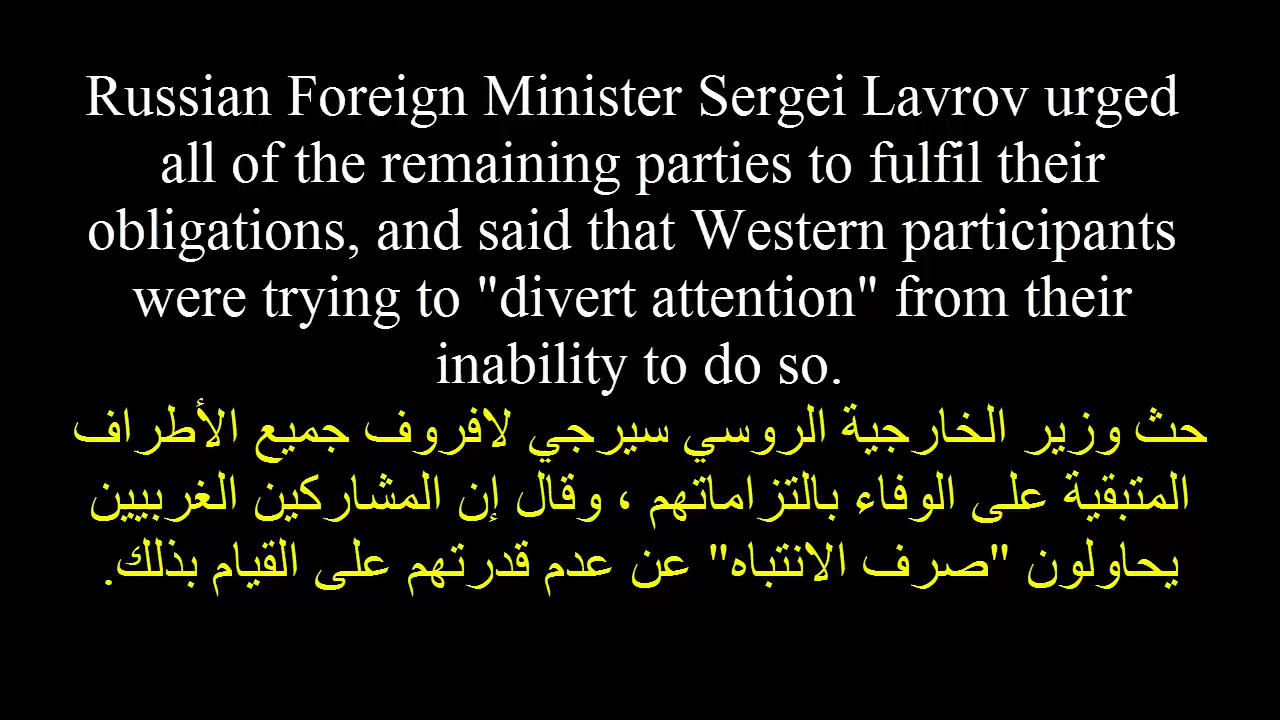 Russian Foreign Minister Sergei Lavrov urged
all of the remaining parties to fulfil their
obligations, and said that Western participants
were trying to "divert attention" from their
inability to do so.
حث وزير الخارجية الروسي سيرجي لافروف جميع الأطراف
المتبقية على الوفاء بالتزاماتهم ، وقال إن المشاركين الغربيين
يحاولون "صرف الانتباه" عن عدم قدرتهم على القيام بذلك.